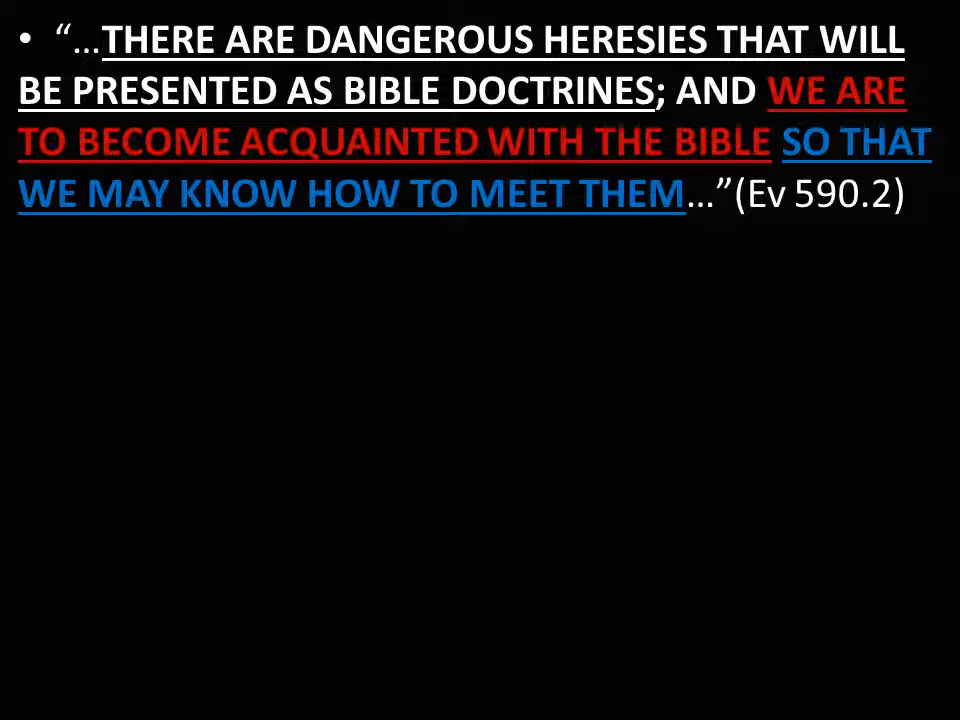 • “…THERE ARE DANGEROUS HERESIES THAT WILL
BE PRESENTED AS BIBLE DOCTRINES; AND WE ARE
TO BECOME ACQUAINTED WITH THE BIBLE SO THAT
WE MAY KNOW HOW TO MEET THEM…”(Ev 590.2)